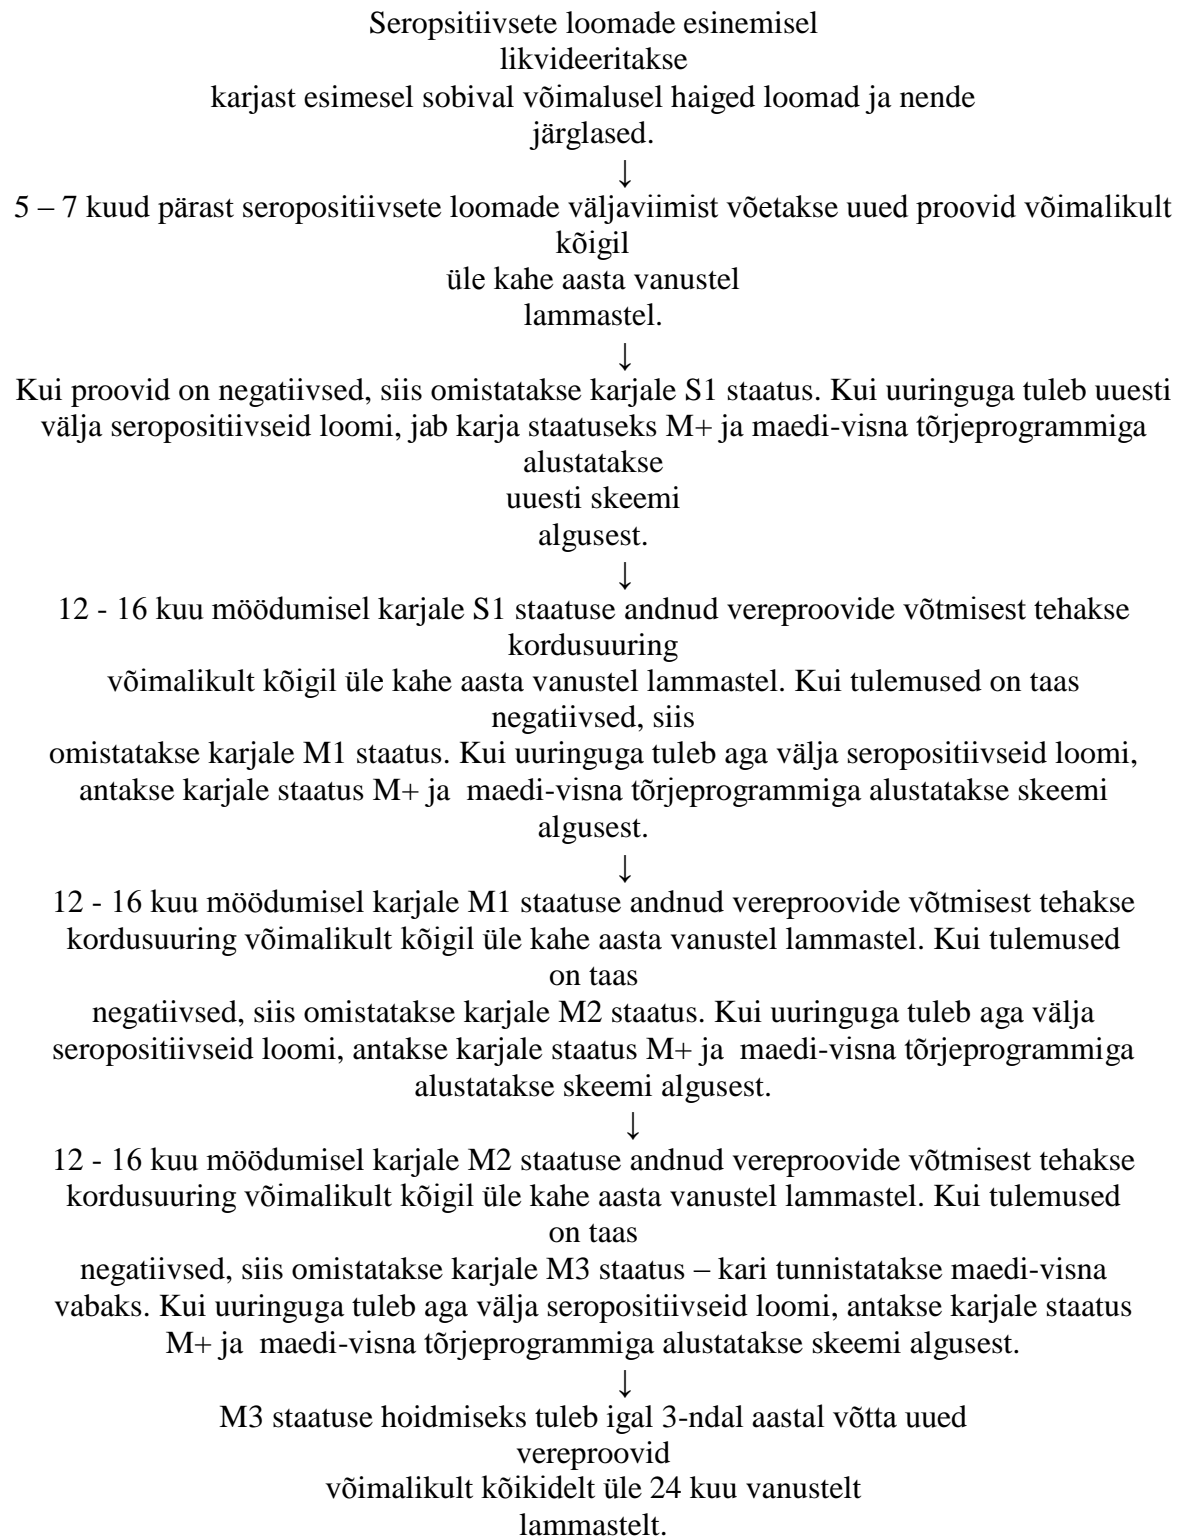 Seropsitiivsete loomade esinemisel
likvideeritakse
karjast esimesel sobival võimalusel haiged loomad ja nende
järglased.
↓
5 – 7 kuud pärast seropositiivsete loomade väljaviimist võetakse uued proovid võimalikult
kõigil
üle kahe aasta vanustel
lammastel.
↓
Kui proovid on negatiivsed, siis omistatakse karjale S1 staatus. Kui uuringuga tuleb uuesti
välja seropositiivseid loomi, jab karja staatuseks M+ ja maedi-visna tõrjeprogrammiga
alustatakse
uuesti skeemi
algusest.
↓
12 - 16 kuu möödumisel karjale S1 staatuse andnud vereproovide võtmisest tehakse
kordusuuring
võimalikult kõigil üle kahe aasta vanustel lammastel. Kui tulemused on taas
negatiivsed, siis
omistatakse karjale M1 staatus. Kui uuringuga tuleb aga välja seropositiivseid loomi,
antakse karjale staatus M+ ja  maedi-visna tõrjeprogrammiga alustatakse skeemi
algusest.
↓
12 - 16 kuu möödumisel karjale M1 staatuse andnud vereproovide võtmisest tehakse
kordusuuring võimalikult kõigil üle kahe aasta vanustel lammastel. Kui tulemused
on taas
negatiivsed, siis omistatakse karjale M2 staatus. Kui uuringuga tuleb aga välja
seropositiivseid loomi, antakse karjale staatus M+ ja  maedi-visna tõrjeprogrammiga
alustatakse skeemi algusest.
↓
12 - 16 kuu möödumisel karjale M2 staatuse andnud vereproovide võtmisest tehakse
kordusuuring võimalikult kõigil üle kahe aasta vanustel lammastel. Kui tulemused
on taas
negatiivsed, siis omistatakse karjale M3 staatus – kari tunnistatakse maedi-visna
vabaks. Kui uuringuga tuleb aga välja seropositiivseid loomi, antakse karjale staatus
M+ ja  maedi-visna tõrjeprogrammiga alustatakse skeemi algusest.
↓
M3 staatuse hoidmiseks tuleb igal 3-ndal aastal võtta uued
vereproovid
võimalikult kõikidelt üle 24 kuu vanustelt
lammastelt.